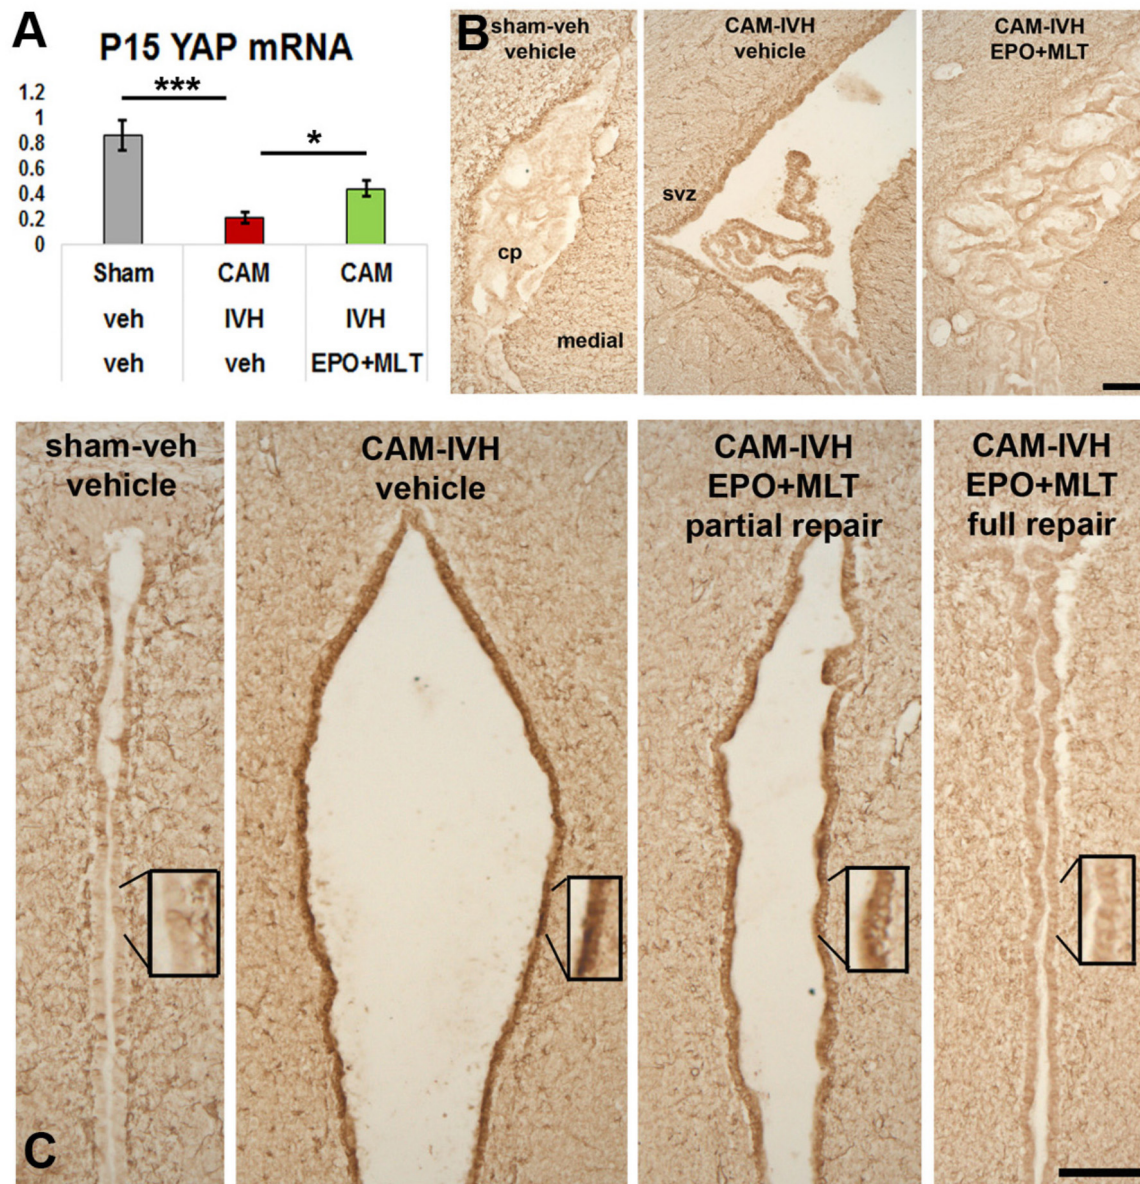 A
P15 YAP mRNA
***
*
1.2
1
0.8
0.6
0.4
0.2
0
Sham CAM CAM
veh IVH IVH
veh veh EPO+MLT
B
sham-veh
vehicle
CAM-IVH
vehicle
CAM-IVH
EPO+MLT
svz
cp
medial
sham-veh
vehicle
CAM-IVH
vehicle
CAM-IVH
EPO+MLT
partial repair
CAM-IVH
EPO+MLT
full repair
C